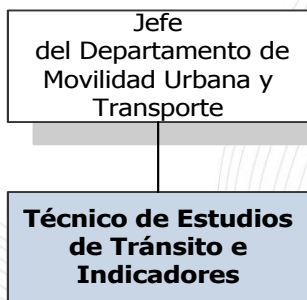 Jefe
del Departamento de
Movilidad Urbana y
Transporte
Técnico de Estudios
de Tránsito e
Indicadores